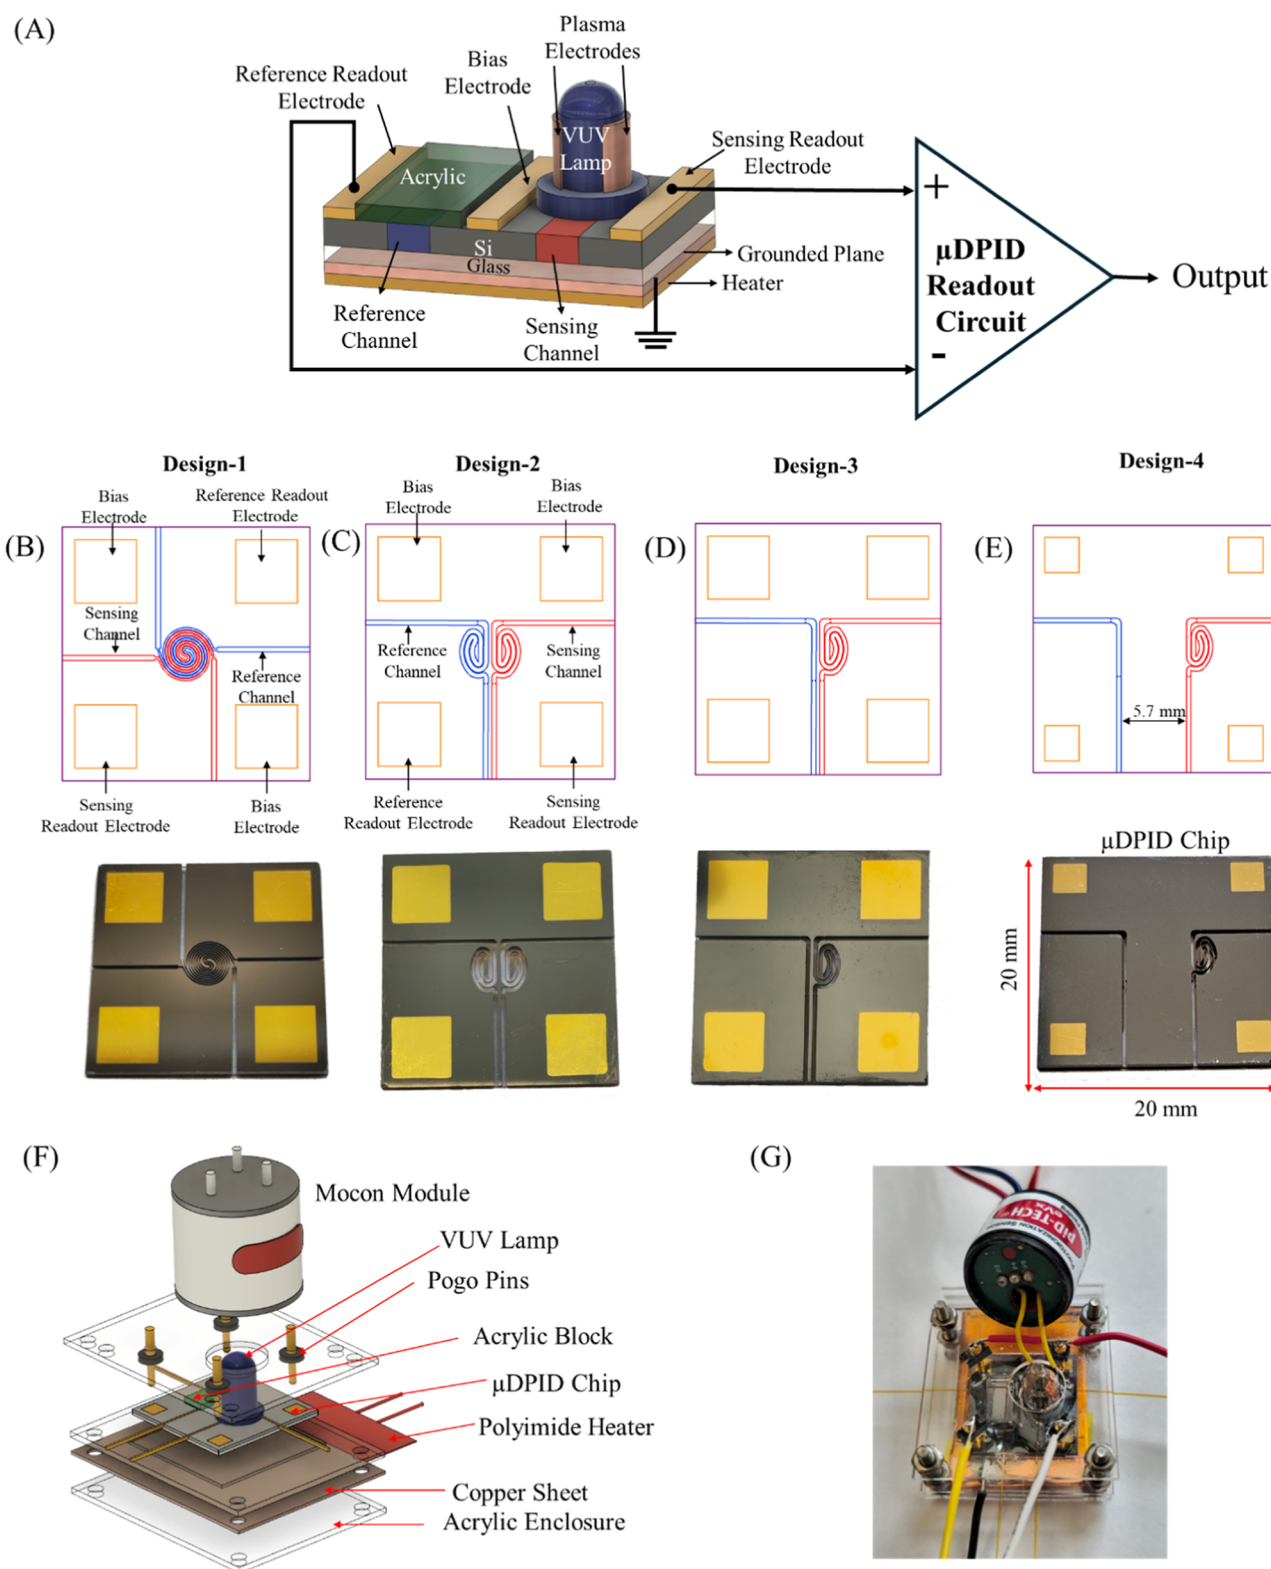 (A)
Plasma
Electrodes
Bias
Electrode
Reference Readout
Electrode
VUV
Lamp
Sensing Readout
Electrode
Acrylic
+
μDPID
Readout
Circuit
-
Output
Si
Glass
Grounded Plane
Heater
Reference
Channel
Sensing
Channel
Design-1
Design-2
Design-3
Design-4
(B)
Bias
Electrode
Reference Readout
Electrode
Sensing
Channel
Reference
Channel
Sensing
Readout Electrode
Bias
Electrode
(C)
Bias
Electrode
Bias
Electrode
Reference
Channel
Sensing
Channel
Reference
Readout Electrode
Sensing
Readout Electrode
(D)
(E)
5.7 mm
μDPID Chip
20 mm
20 mm
(F)
Mocon Module
VUV Lamp
Pogo Pins
Acrylic Block
μDPID Chip
Polyimide Heater
Copper Sheet
Acrylic Enclosure
(G)
piD-TECH
eVx